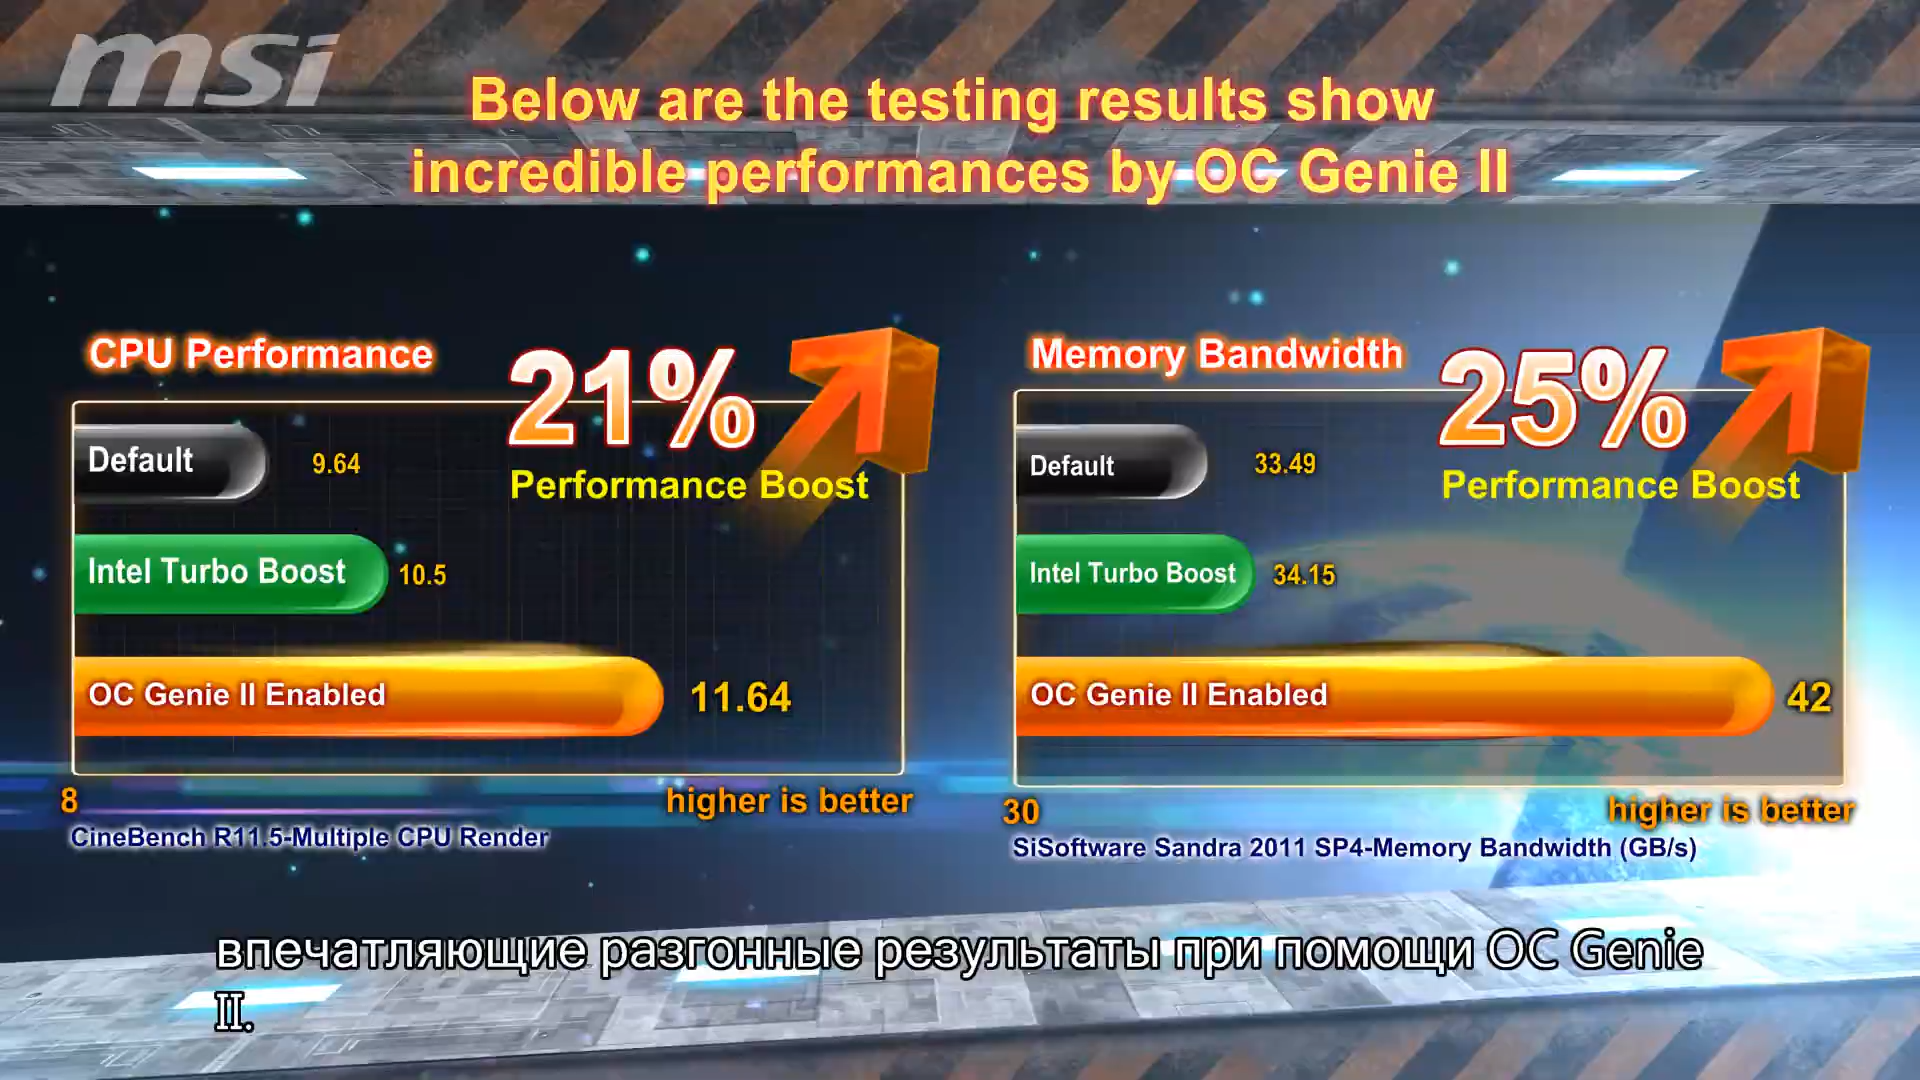 msi
Below are the testing results show
incredible performances by OC Genie II
CPU Performance
21%
Performance Boost
Default
9.64
Intel Turbo Boost
10.5
OC Genie II Enabled
11.64
8
higher is better
CineBench R11.5-Multiple CPU Render
Memory Bandwidth
25%
Performance Boost
Default
33.49
Intel Turbo Boost
34.15
OC Genie II Enabled
42
30
higher is better
SiSoftware Sandra 2011 SP4-Memory Bandwidth (GB/s)
впечатляющие разгонные результаты при помощи OC Genie
II.